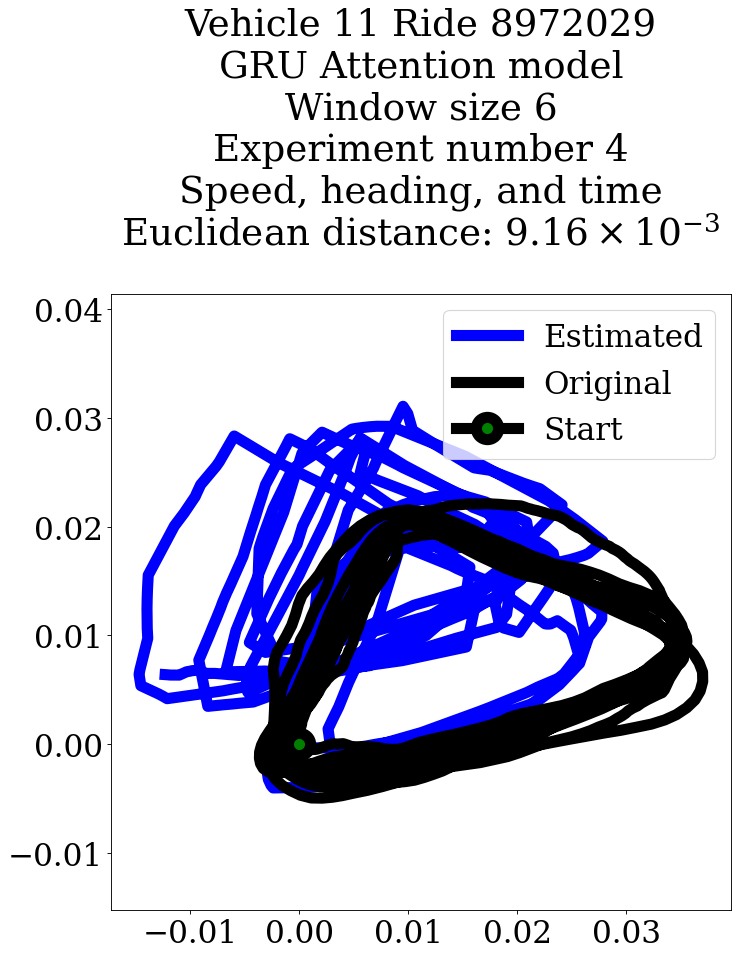 Vehicle 11 Ride 8972029
GRU Attention model
Window size 6
Experiment number 4
Speed, heading, and time
Euclidean distance: 9.16 × 10⁻³
Estimated
Original
Start
0.04
0.03
0.02
0.01
0.00
−0.01
−0.01 0.00 0.01 0.02 0.03